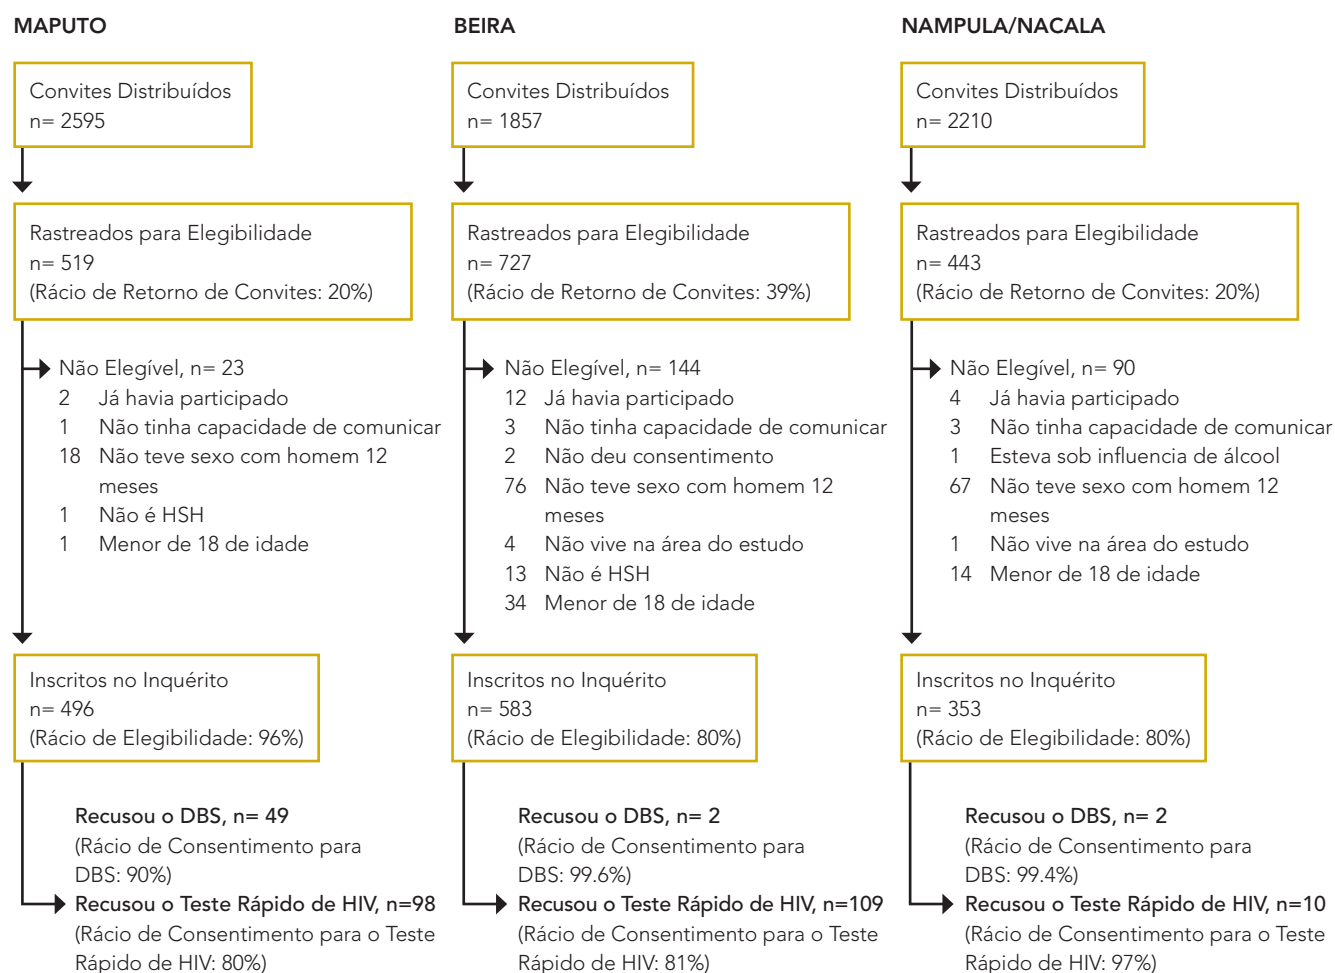 MAPUTO
Convites Distribuídos
n= 2595
Rastreados para Elegibilidade
n= 519
(Rácio de Retorno de Convites: 20%)
Não Elegível, n= 23
2 Já havia participado
1 Não tinha capacidade de comunicar
18 Não teve sexo com homem 12
meses
1 Não é HSH
1 Menor de 18 de idade
Inscritos no Inquérito
n= 496
(Rácio de Elegibilidade: 96%)
Recusou o DBS, n= 49
(Rácio de Consentimento para
DBS: 90%)
Recusou o Teste Rápido de HIV, n=98
(Rácio de Consentimento para o Teste
Rápido de HIV: 80%)
BEIRA
Convites Distribuídos
n= 1857
Rastreados para Elegibilidade
n= 727
(Rácio de Retorno de Convites: 39%)
Não Elegível, n= 144
12 Já havia participado
3 Não tinha capacidade de comunicar
2 Não deu consentimento
76 Não teve sexo com homem 12
meses
4 Não vive na área do estudo
13 Não é HSH
34 Menor de 18 de idade
Inscritos no Inquérito
n= 583
(Rácio de Elegibilidade: 80%)
Recusou o DBS, n= 2
(Rácio de Consentimento para
DBS: 99.6%)
Recusou o Teste Rápido de HIV, n=109
(Rácio de Consentimento para o Teste
Rápido de HIV: 81%)
NAMPULA/NACALA
Convites Distribuídos
n= 2210
Rastreados para Elegibilidade
n= 443
(Rácio de Retorno de Convites: 20%)
Não Elegível, n= 90
4 Já havia participado
3 Não tinha capacidade de comunicar
1 Esteva sob influencia de álcool
67 Não teve sexo com homem 12
meses
1 Não vive na área do estudo
14 Menor de 18 de idade
Inscritos no Inquérito
n= 353
(Rácio de Elegibilidade: 80%)
Recusou o DBS, n= 2
(Rácio de Consentimento para
DBS: 99.4%)
Recusou o Teste Rápido de HIV, n=10
(Rácio de Consentimento para o Teste
Rápido de HIV: 97%)